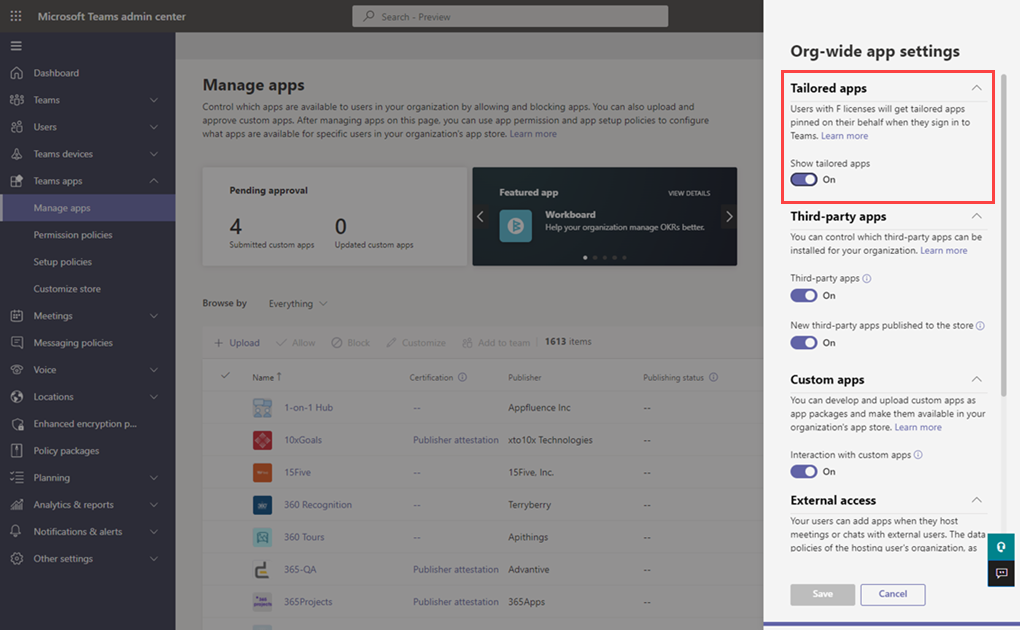 Microsoft Teams admin center
Search - Preview
Dashboard
Teams
Users
Teams devices
Teams apps
Manage apps
Permission policies
Setup policies
Customize store
Meetings
Messaging policies
Voice
Locations
Enhanced encryption p...
Policy packages
Planning
Analytics & reports
Notifications & alerts
Other settings
Manage apps
Control which apps are available to users in your organization by allowing and blocking apps. You can also upload and
approve custom apps. After managing apps on this page, you can use app permission and app setup policies to configure
what apps are available for specific users in your organization's app store. Learn more
Pending approval
4
Submitted custom apps
0
Updated custom apps
Featured app
VIEW DETAILS
Workboard
Help your organization manage OKRs better.
Browse by
Everything
+ Upload
Allow
Block
Customize
Add to team
1613 items
Name ↑
Certification
Publisher
Publishing status
1-on-1 Hub -- Appfluence Inc --
10xGoals Publisher attestation xto10x Technologies --
15Five -- 15Five, Inc. --
360 Recognition -- Terryberry --
360 Tours -- Apithings --
365-QA Publisher attestation Advantive --
365Projects Publisher attestation 365Apps --
Org-wide app settings
Tailored apps
Users with F licenses will get tailored apps
pinned on their behalf when they sign in to
Teams. Learn more
Show tailored apps
On
Third-party apps
You can control which third-party apps can be
installed for your organization. Learn more
Third-party apps
On
New third-party apps published to the store
On
Custom apps
You can develop and upload custom apps as
app packages and make them available in your
organization's app store. Learn more
Interaction with custom apps
On
External access
Your users can add apps when they host
meetings or chats with external users. The data
policies of the hosting user's organization, as
Save
Cancel